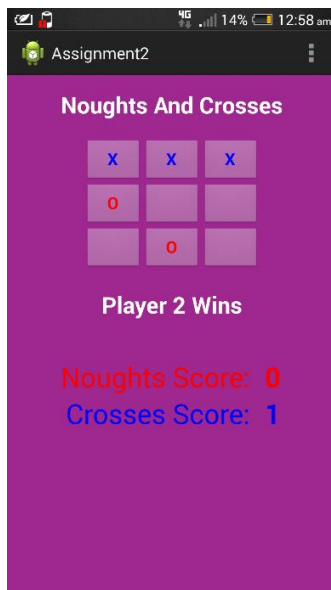 4G 14% 12:58 am
Assignment2
Noughts And Crosses
X X X
O
O
Player 2 Wins
Noughts Score: 0
Crosses Score: 1